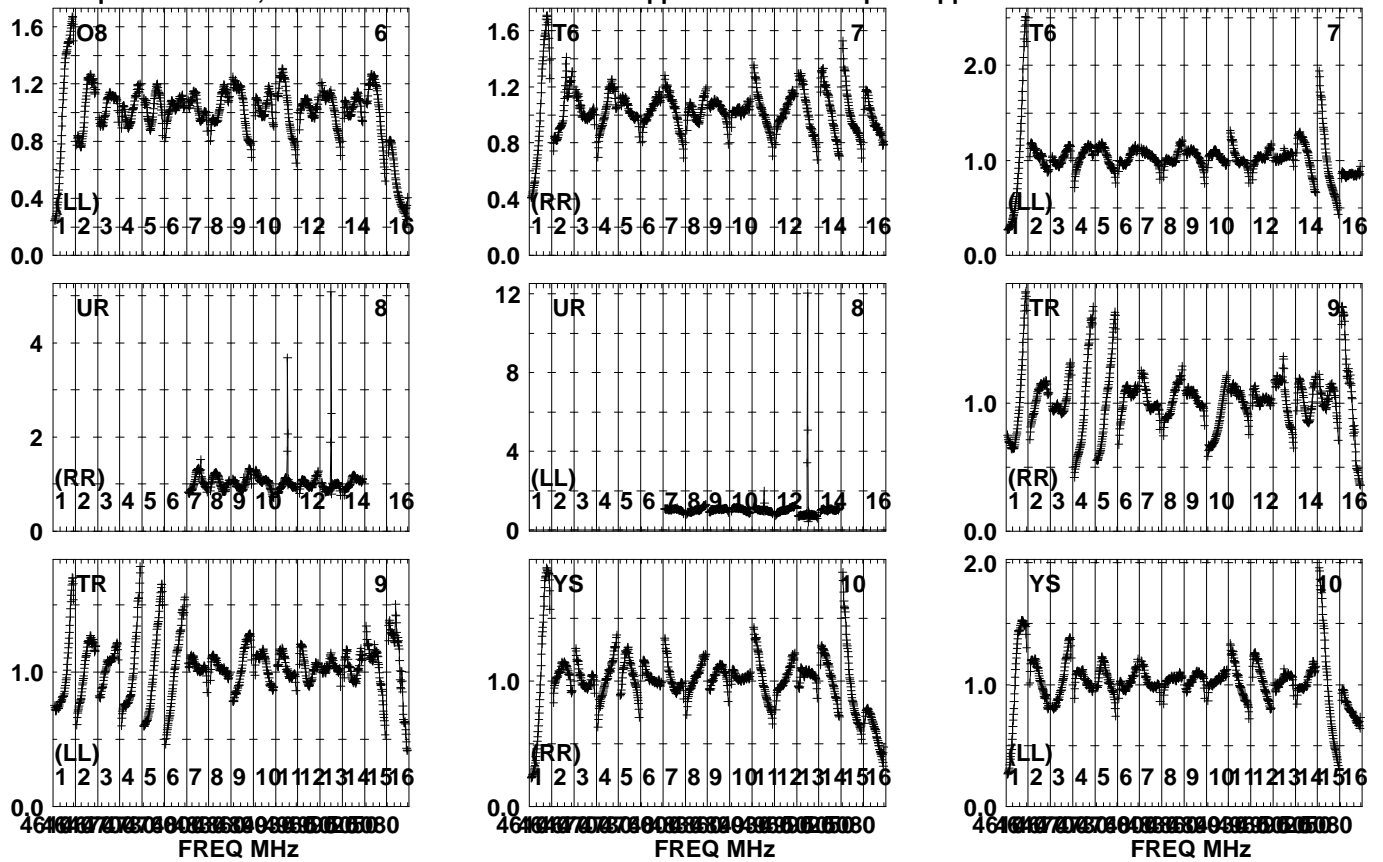 O8 6
1.6
1.2
0.8
0.4
0.0
(LL)
1 2 3 4 5 6 7 8 9 10 12 14 16
T6 7
1.6
1.2
0.8
0.4
0.0
(RR)
1 2 3 4 5 6 7 8 9 10 12 14 16
T6 7
2.0
1.0
0.0
(LL)
1 2 3 4 5 6 7 8 9 10 12 14 16
UR 8
4
2
0
(RR)
1 2 3 4 5 6 7 8 9 10 12 14 16
UR 8
12
8
4
0
(LL)
1 2 3 4 5 6 7 8 9 10 12 14 16
TR 9
1.0
0.0
(RR)
1 2 3 4 5 6 7 8 9 10 12 14 16
TR 9
1.0
0.0
(LL)
1 2 3 4 5 6 7 8 9 10 11 12 13 14 15 16
FREQ MHz
YS 10
1.0
0.0
(RR)
1 2 3 4 5 6 7 8 9 10 11 12 13 14 15 16
FREQ MHz
YS 10
2.0
1.0
0.0
(LL)
1 2 3 4 5 6 7 8 9 10 11 12 13 14 15 16
FREQ MHz